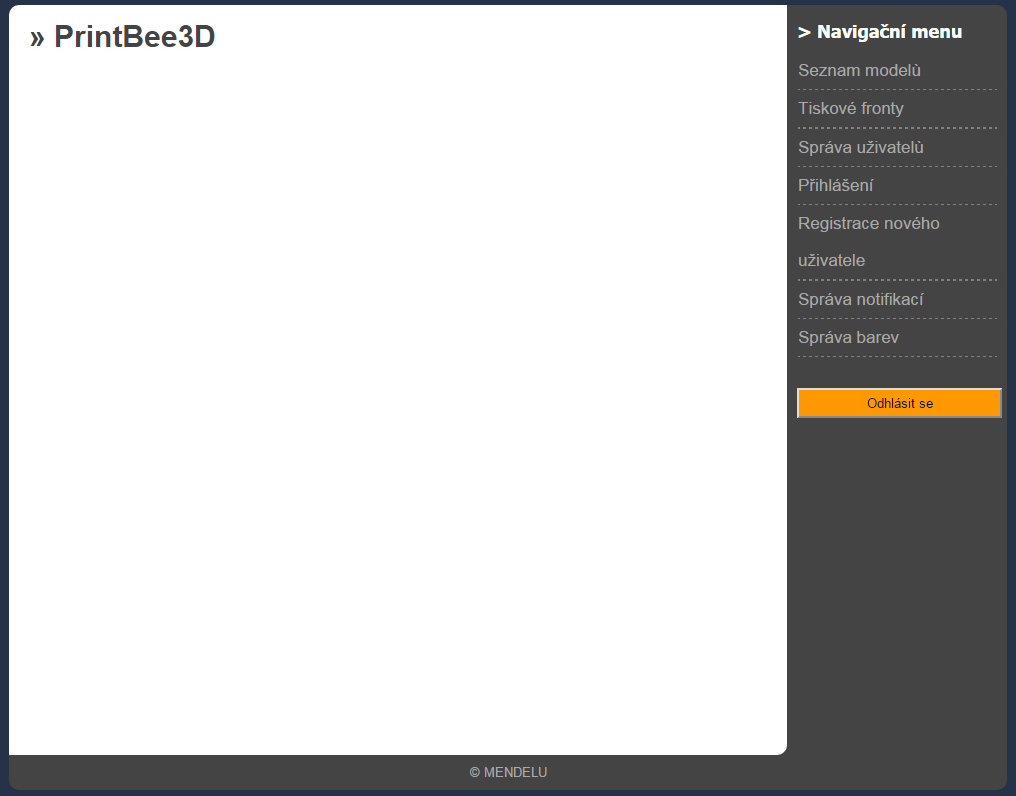 » PrintBee3D
> Navigační menu
Seznam modelů
Tiskové fronty
Správa uživatelů
Přihlášení
Registrace nového
uživatele
Správa notifikací
Správa barev
Odhlásit se
© MENDELU